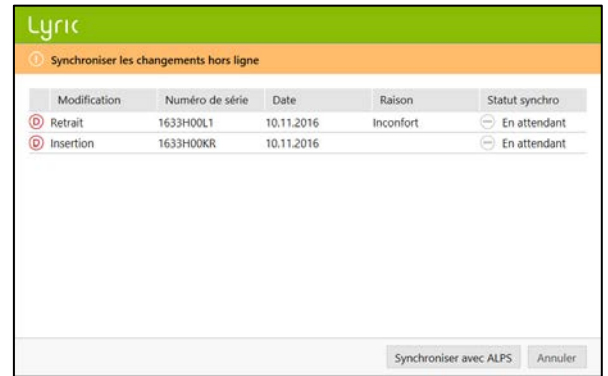 Lyric
Synchroniser les changements hors ligne
Modification Numéro de série Date Raison Statut synchro
D Retrait 1633H00L1 10.11.2016 Inconfort En attendant
D Insertion 1633H00KR 10.11.2016 En attendant
Synchroniser avec ALPS Annuler